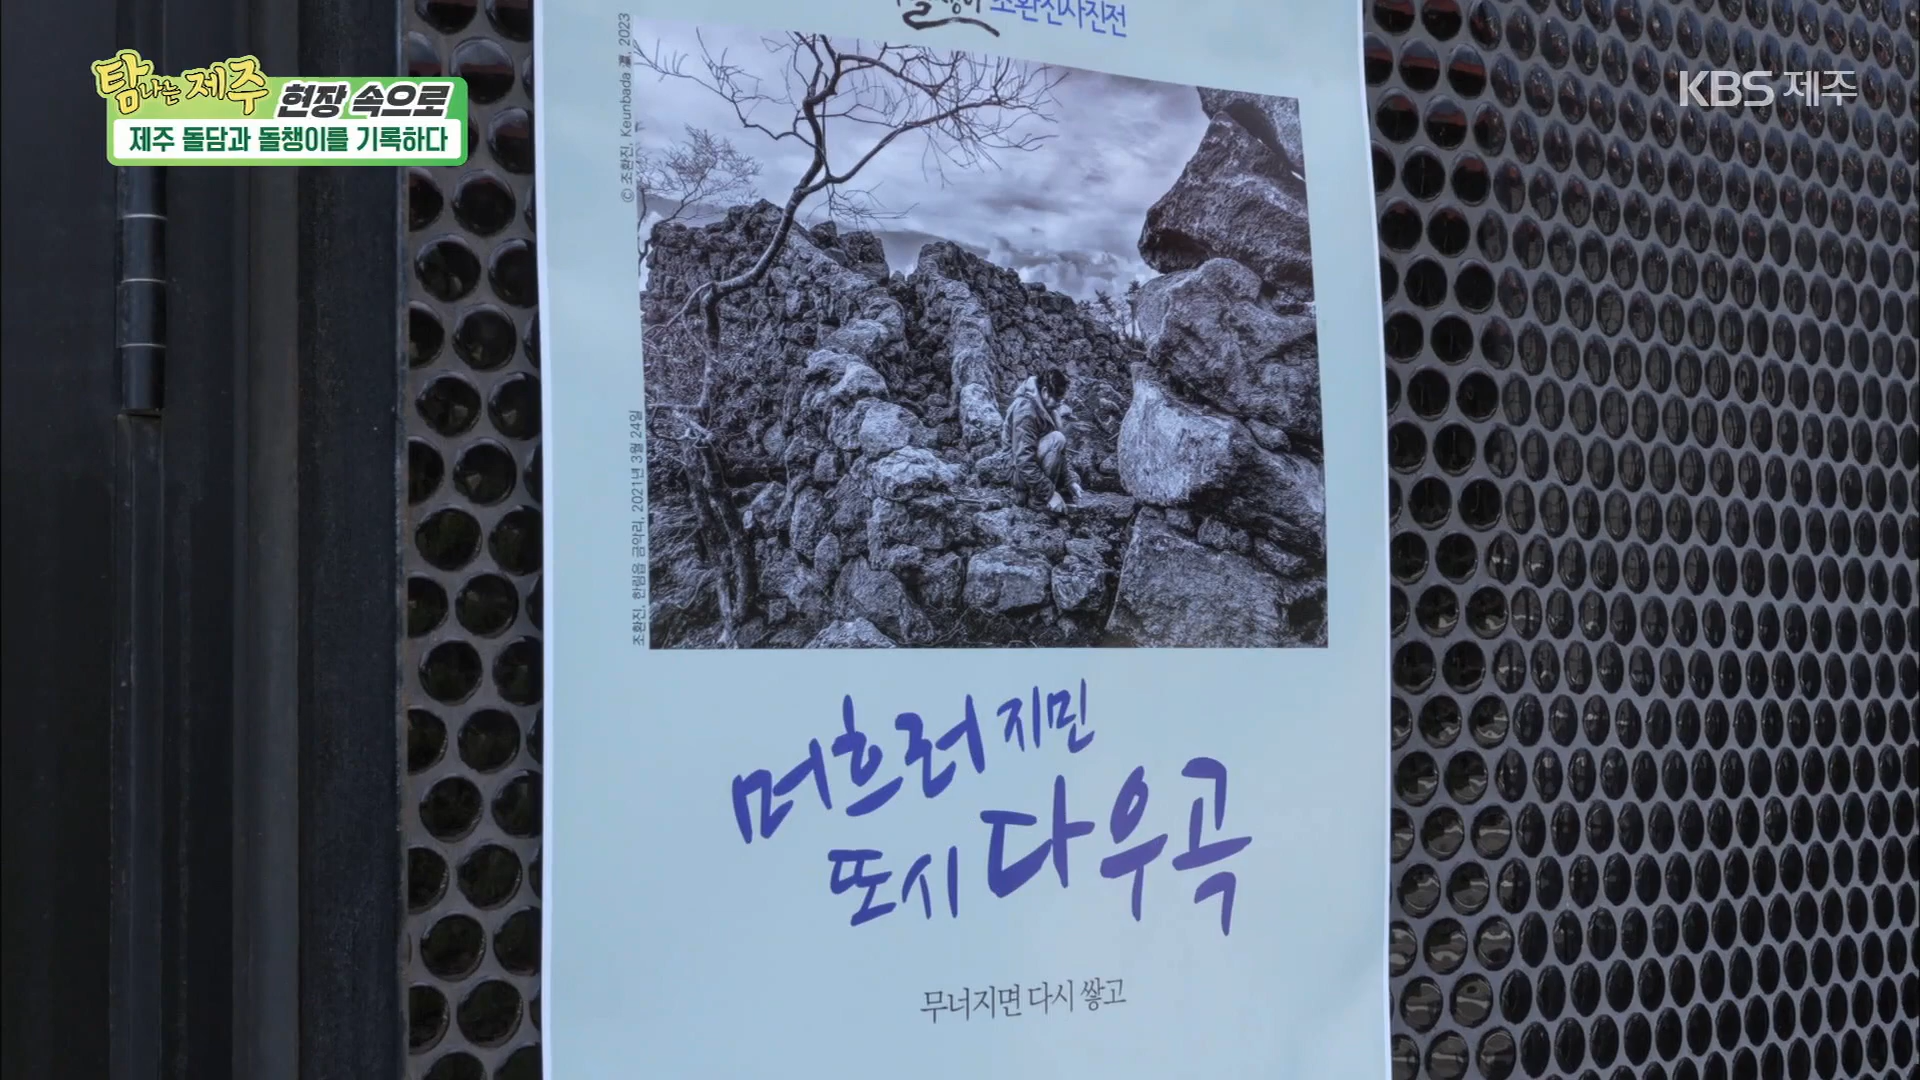 탐나는 제주 현장 속으로
제주 돌담과 돌챙이를 기록하다
KBS 제주
조환진사진전
© 조환진, Keunbada 2023
조환진, 한림읍 금악리, 2021년 3월 24일
멀흐러지민
또시 다우곡
무너지면 다시 쌓고